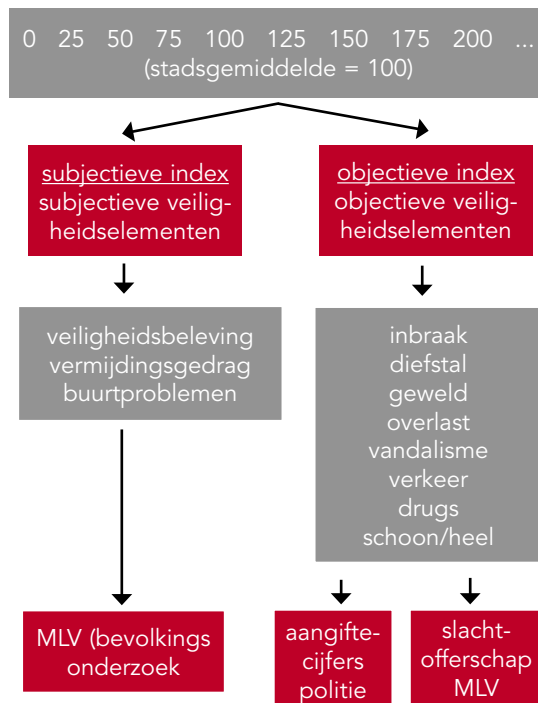 0 25 50 75 100 125 150 175 200 ...
(stadsgemiddelde = 100)
subjectieve index
subjectieve veilig-
heidselementen
objectieve index
objectieve veilig-
heidselementen
veiligheidsbeleving
vermijdingsgedrag
buurtproblemen
inbraak
diefstal
geweld
overlast
vandalisme
verkeer
drugs
schoon/heel
MLV (bevolkings
onderzoek
aangifte-
cijfers
politie
slacht-
offerschap
MLV